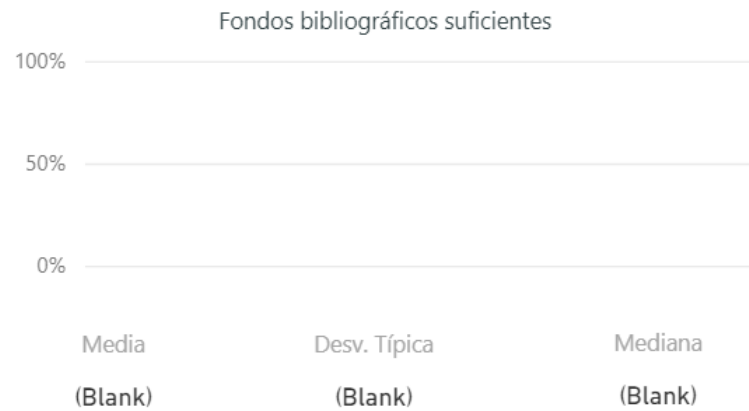 Fondos bibliográficos suficientes
100%
50%
0%
Media Desv. Típica Mediana
(Blank) (Blank) (Blank)